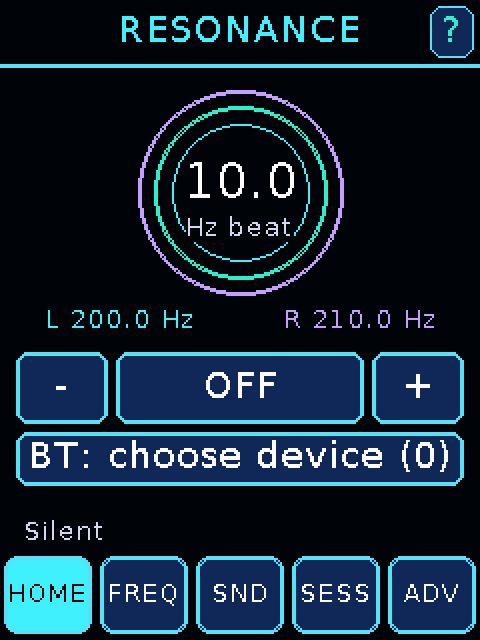 RESONANCE ?
10.0
Hz beat
L 200.0 Hz R 210.0 Hz
- OFF +
BT: choose device (0)
Silent
HOME FREQ SND SESS ADV